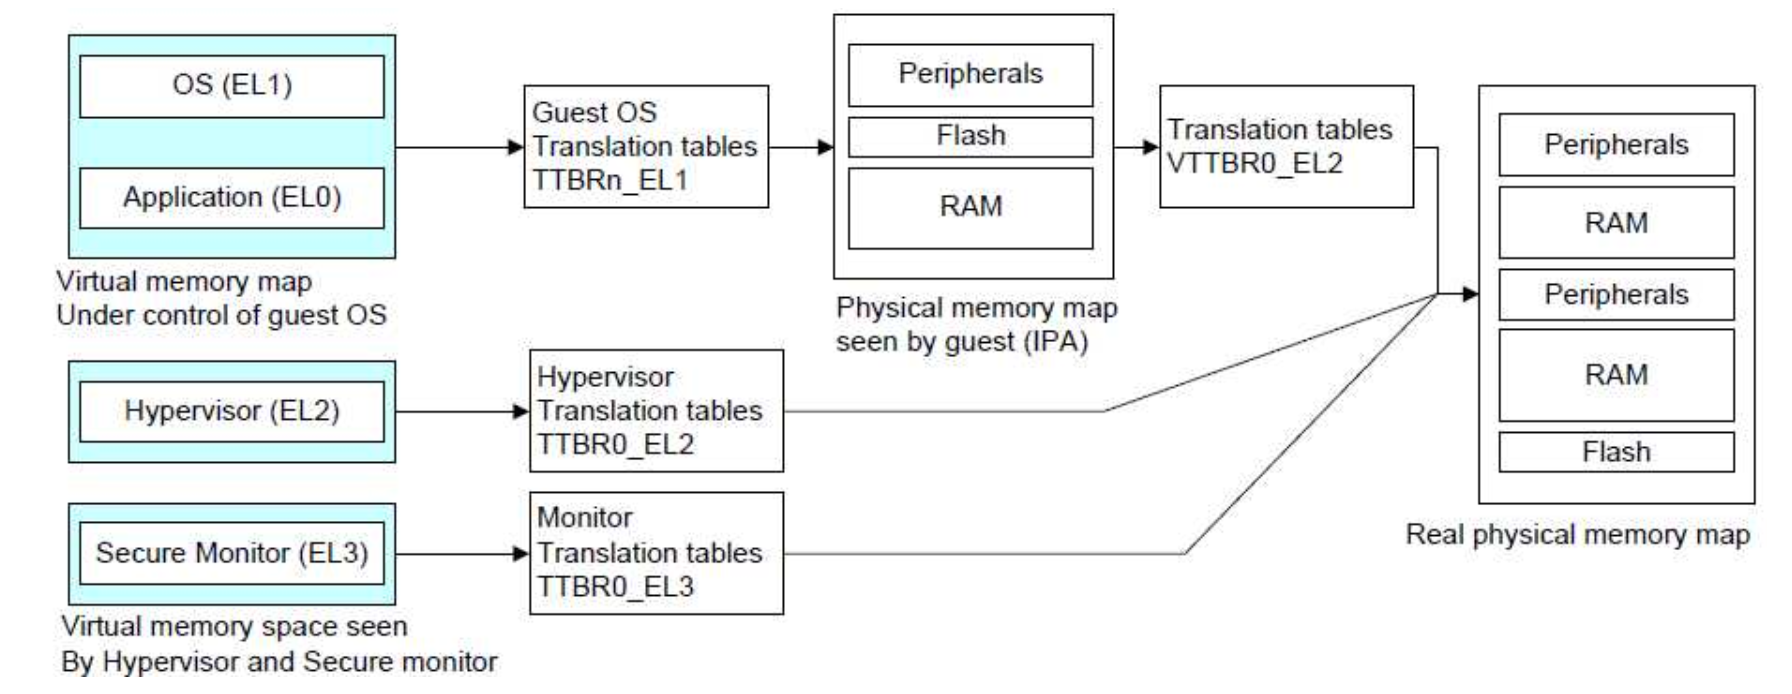 OS (EL1)
Application (EL0)
Virtual memory map
Under control of guest OS
Guest OS
Translation tables
TTBRn_EL1
Peripherals
Flash
RAM
Physical memory map
seen by guest (IPA)
Translation tables
VTTBR0_EL2
Peripherals
RAM
Peripherals
RAM
Flash
Real physical memory map
Hypervisor (EL2)
Hypervisor
Translation tables
TTBR0_EL2
Secure Monitor (EL3)
Monitor
Translation tables
TTBR0_EL3
Virtual memory space seen
By Hypervisor and Secure monitor